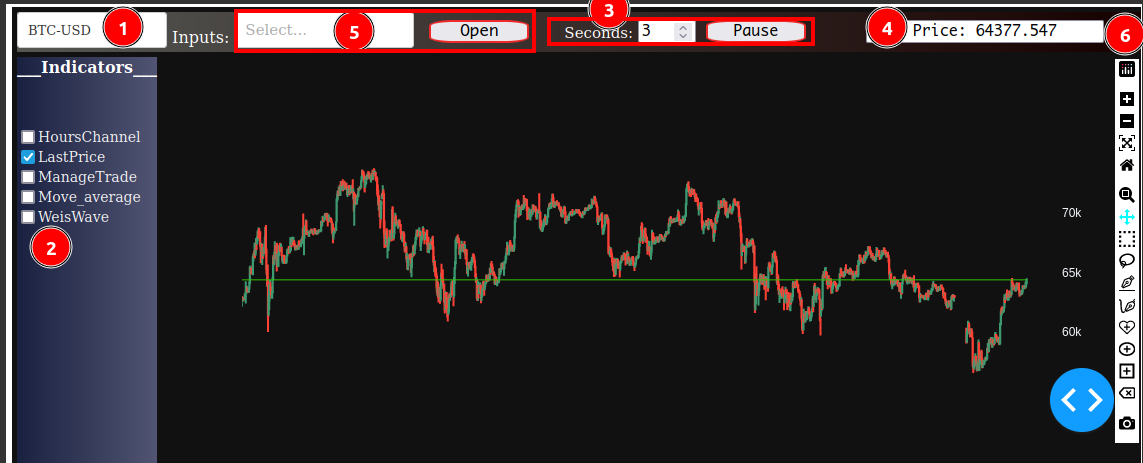 BTC-USD 1 Inputs: Select... 5 Open 3 Seconds: 3 Pause 4 Price: 64377.547 6
__Indicators__
HoursChannel
LastPrice
ManageTrade
Move_average
WeisWave
2
70k
65k
60k